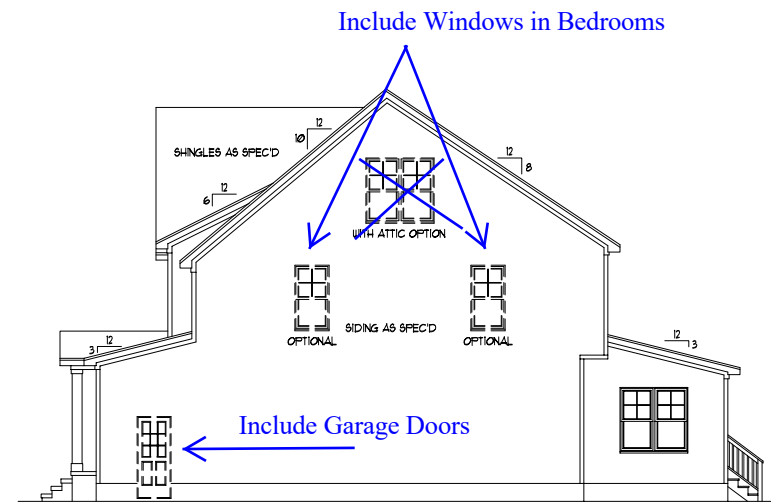 Include Windows in Bedrooms
12
10
SHINGLES AS SPEC'D
12
8
12
6
WITH ATTIC OPTION
OPTIONAL
SIDING AS SPEC'D
OPTIONAL
12
3
12
3
Include Garage Doors